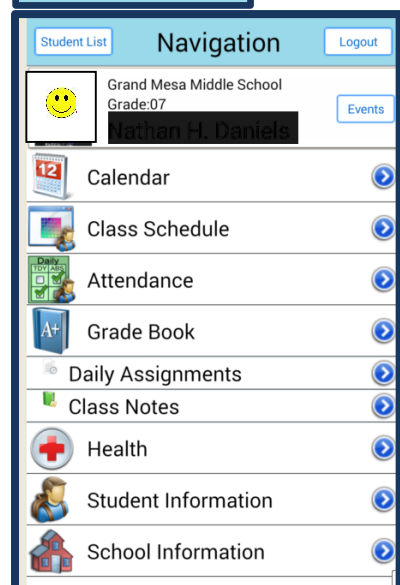 Student List
Navigation
Logout
Grand Mesa Middle School
Grade:07
Events
Nathan H. Daniels
12
Calendar
Class Schedule
Daily
TDY ABS
Attendance
A+
Grade Book
Daily Assignments
Class Notes
Health
Student Information
School Information